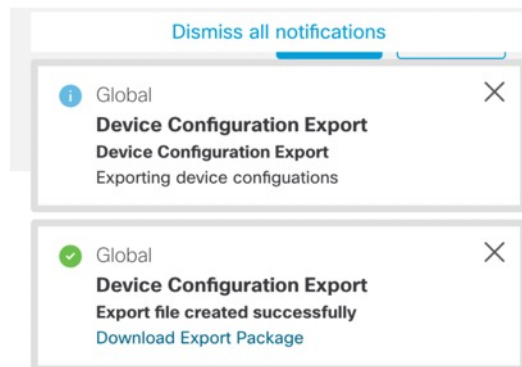 Dismiss all notifications
Global
Device Configuration Export
Device Configuration Export
Exporting device configuations
Global
Device Configuration Export
Export file created successfully
Download Export Package